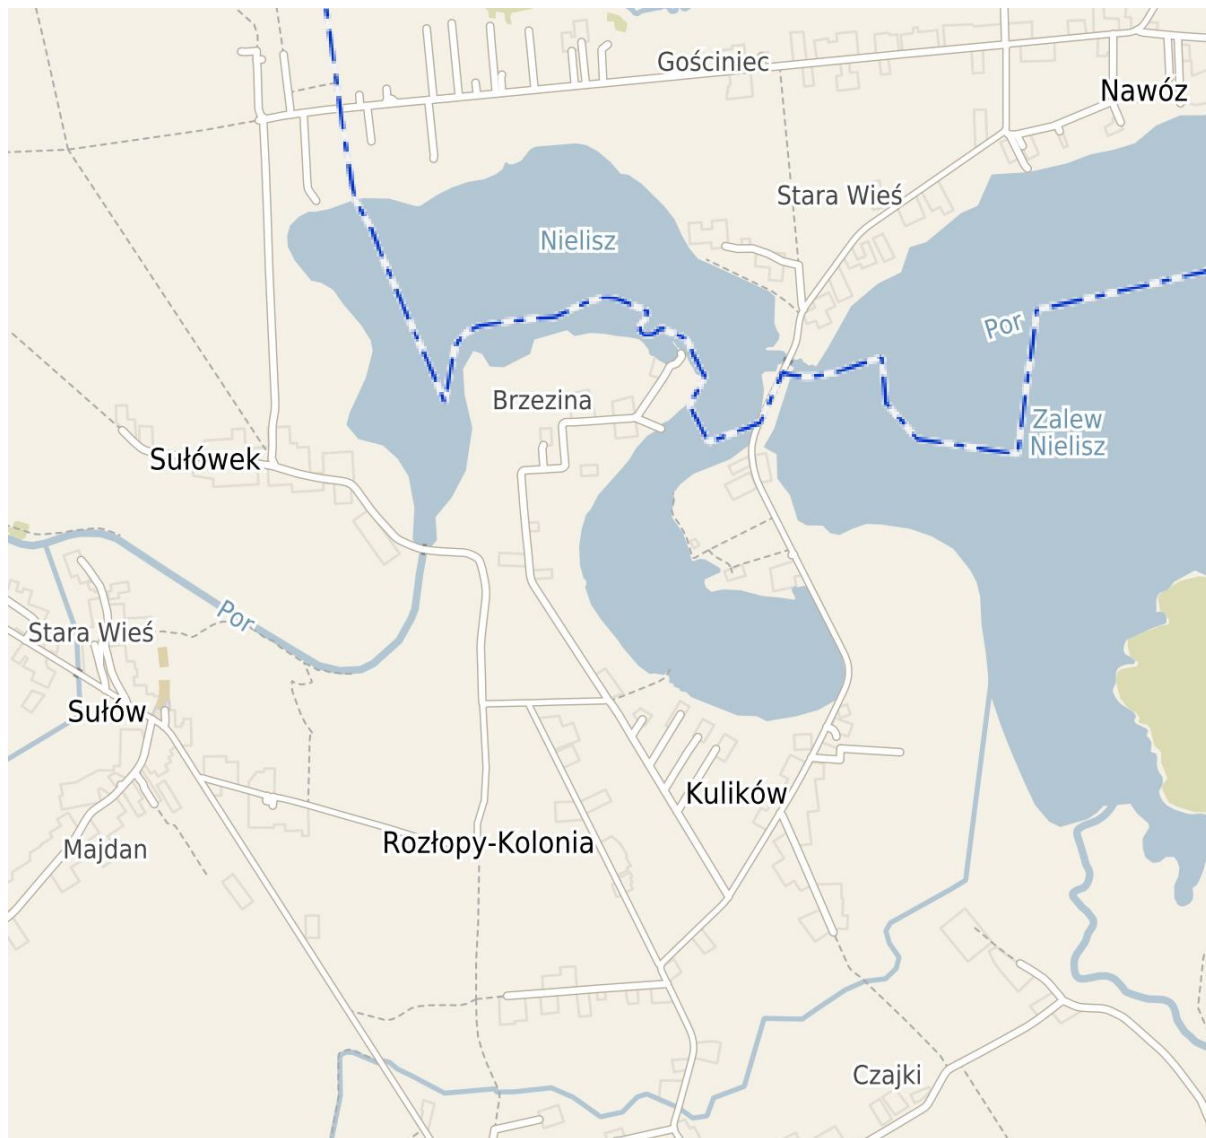 Gościniec
Nawóz
Stara Wieś
Nielisz
Por
Brzezina
Zalew
Nielisz
Sułówek
Por
Stara Wieś
Sułów
Kulików
Rozłopy-Kolonia
Majdan
Czajki